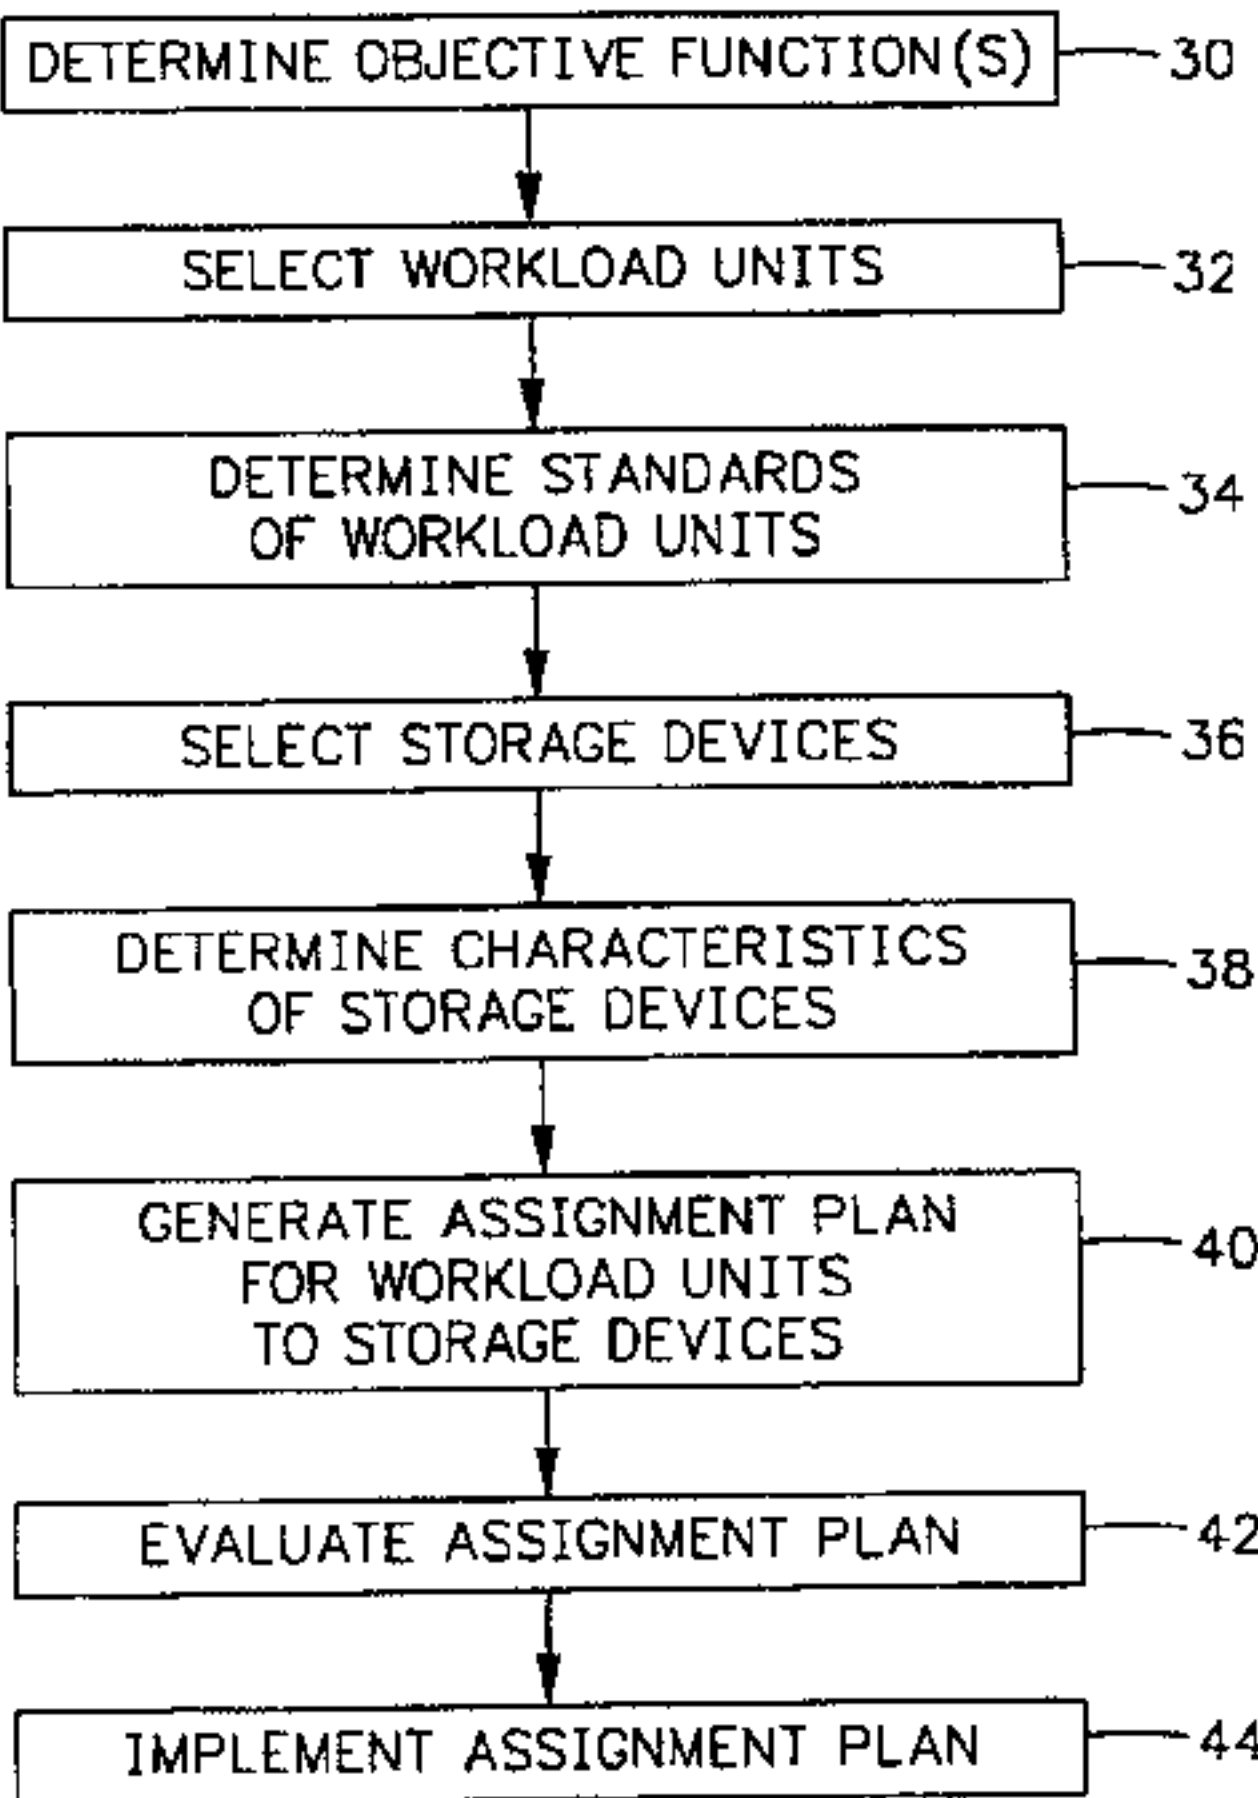 DETERMINE OBJECTIVE FUNCTION(S)
30
SELECT WORKLOAD UNITS
32
DETERMINE STANDARDS
OF WORKLOAD UNITS
34
SELECT STORAGE DEVICES
36
DETERMINE CHARACTERISTICS
OF STORAGE DEVICES
38
GENERATE ASSIGNMENT PLAN
FOR WORKLOAD UNITS
TO STORAGE DEVICES
40
EVALUATE ASSIGNMENT PLAN
42
IMPLEMENT ASSIGNMENT PLAN
44